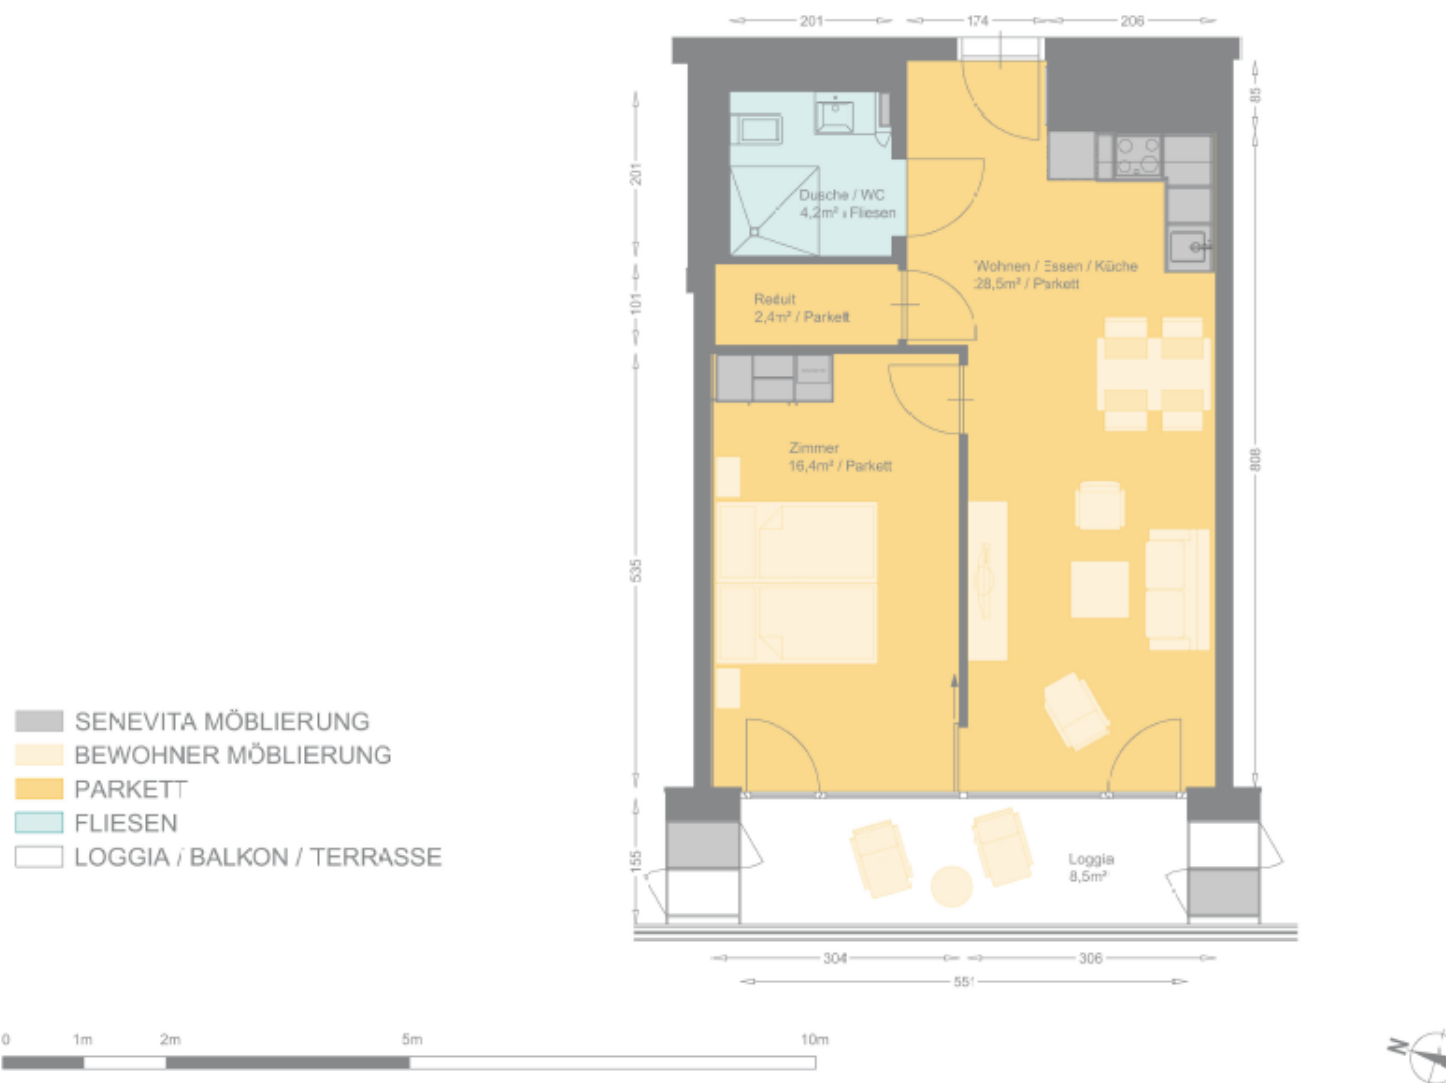 201
174
206
85
201
Dusche / WC
4,2m² / Fliesen
Wohnen / Essen / Küche
28,5m² / Parkett
101
Reduit
2,4m² / Parkett
808
Zimmer
16,4m² / Parkett
535
SENEVITA MÖBLIERUNG
BEWOHNER MÖBLIERUNG
PARKETT
FLIESEN
LOGGIA / BALKON / TERRASSE
155
Loggia
8,5m²
304
306
551
0
1m
2m
5m
10m
N